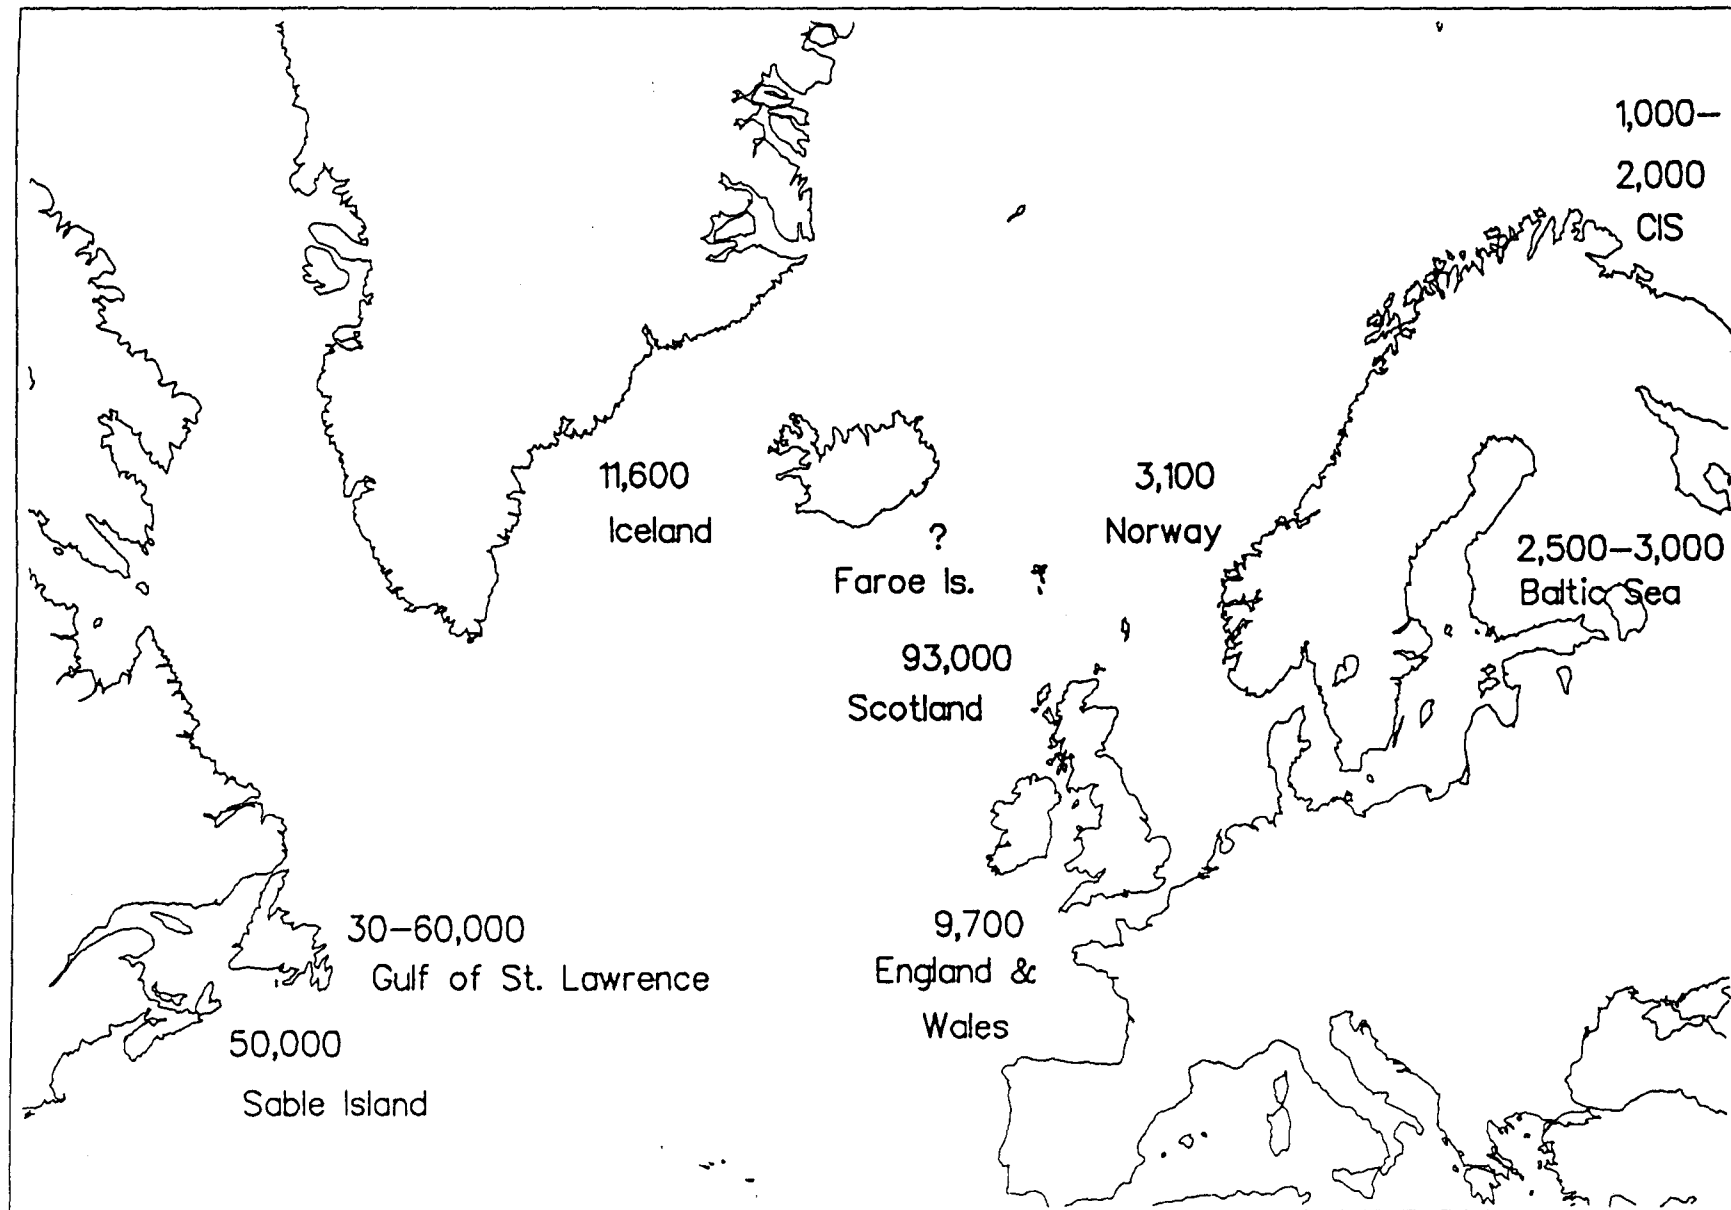 1,000–
2,000
CIS
11,600
Iceland
3,100
Norway
?
Faroe Is.
2,500–3,000
Baltic Sea
93,000
Scotland
30–60,000
Gulf of St. Lawrence
9,700
England &
Wales
50,000
Sable Island